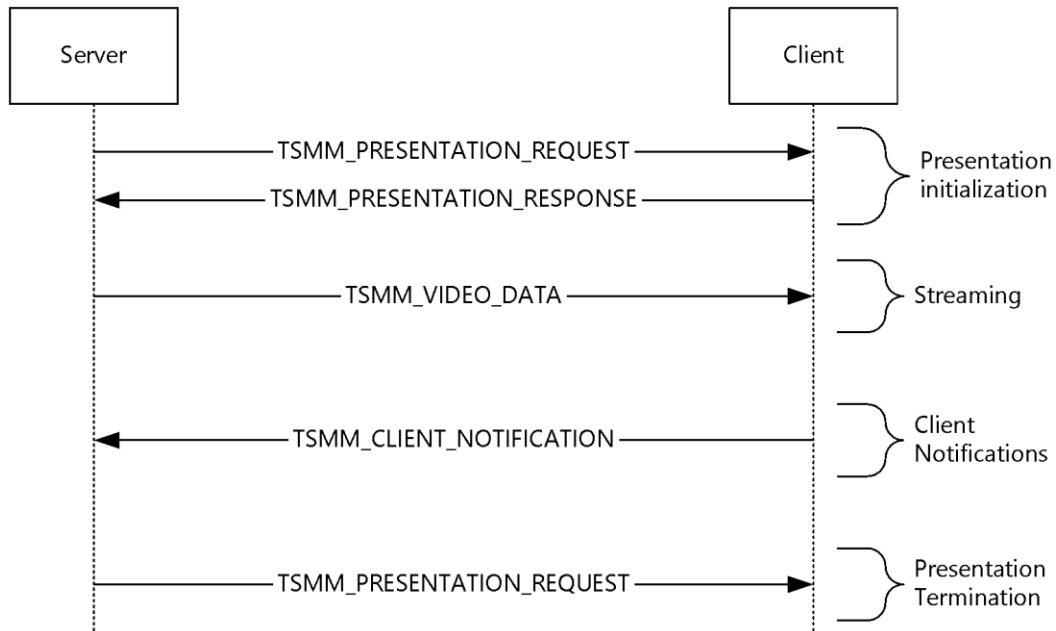 Server
Client
TSMM_PRESENTATION_REQUEST
Presentation
initialization
TSMM_PRESENTATION_RESPONSE
TSMM_VIDEO_DATA
Streaming
TSMM_CLIENT_NOTIFICATION
Client
Notifications
TSMM_PRESENTATION_REQUEST
Presentation
Termination